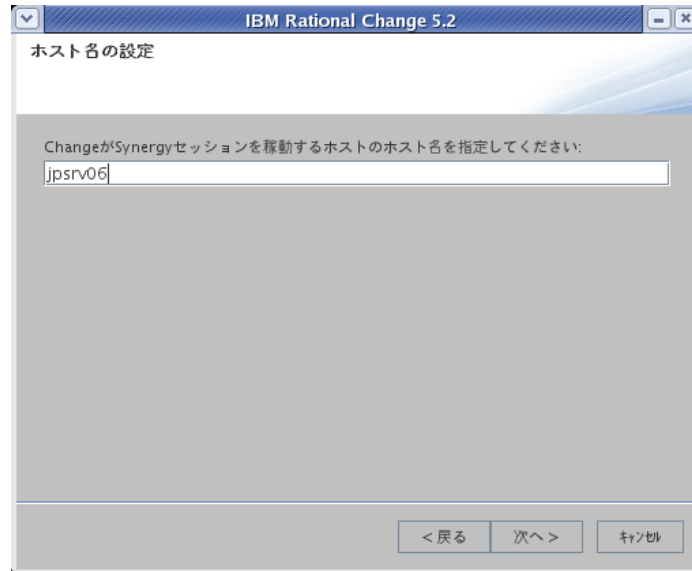 IBM Rational Change 5.2
ホスト名の設定
ChangeがSynergyセッションを稼動するホストのホスト名を指定してください:
jpsrv06
< 戻る
次へ >
ｷｬﾝｾﾙ